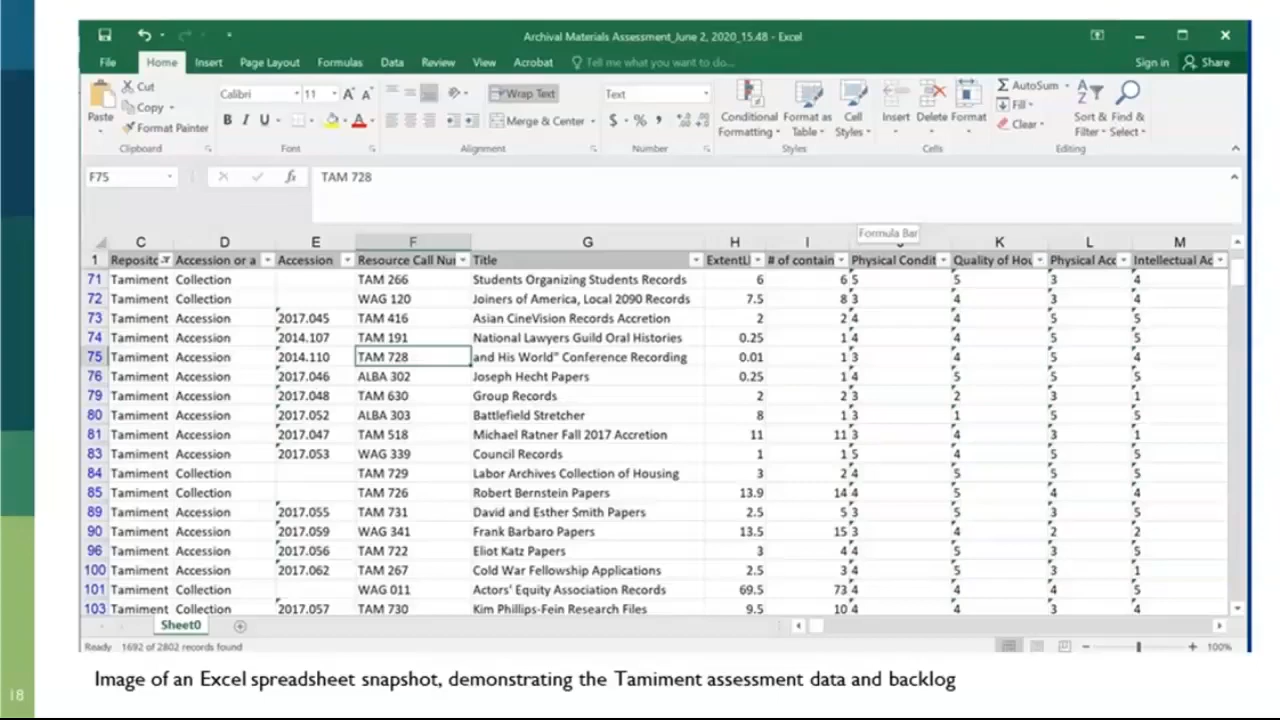 Archival Materials Assessment_June 2, 2020_15.48 - Excel
File Home Insert Page Layout Formulas Data Review View Acrobat Tell me what you want to do... Sign in Share
Paste Cut Copy Format Painter Clipboard
Calibri 11 B I U A Font
Wrap Text Merge & Center Alignment
Text $ % , Number
Conditional Formatting Format as Table Cell Styles Styles
Insert Delete Format Cells
AutoSum Fill Clear Sort & Filter Find & Select Editing
F75 fx TAM 728
Formula Bar
C D E F G H I J K L M
1 Reposito Accession or a Accession Resource Call Nur Title ExtentL # of contain Physical Condit Quality of Hou Physical Acc Intellectual Ac
71 Tamiment Collection TAM 266 Students Organizing Students Records 6 6 5 5 3 4
72 Tamiment Collection WAG 120 Joiners of America, Local 2090 Records 7.5 8 3 4 3 4
73 Tamiment Accession 2017.045 TAM 416 Asian CineVision Records Accretion 2 2 4 4 5 5
74 Tamiment Accession 2014.107 TAM 191 National Lawyers Guild Oral Histories 0.25 1 4 4 5 5
75 Tamiment Accession 2014.110 TAM 728 and His World" Conference Recording 0.01 1 3 4 5 4
76 Tamiment Accession 2017.046 ALBA 302 Joseph Hecht Papers 0.25 1 4 5 5 5
79 Tamiment Accession 2017.048 TAM 630 Group Records 2 2 3 2 3 1
80 Tamiment Accession 2017.052 ALBA 303 Battlefield Stretcher 8 1 3 1 5 5
81 Tamiment Accession 2017.047 TAM 518 Michael Ratner Fall 2017 Accretion 11 11 3 4 3 1
83 Tamiment Accession 2017.053 WAG 339 Council Records 1 1 5 4 5 5
84 Tamiment Collection TAM 729 Labor Archives Collection of Housing 3 2 4 5 5 5
85 Tamiment Collection TAM 726 Robert Bernstein Papers 13.9 14 4 5 4 4
89 Tamiment Accession 2017.055 TAM 731 David and Esther Smith Papers 2.5 5 3 5 3 5
90 Tamiment Accession 2017.059 WAG 341 Frank Barbaro Papers 13.5 15 3 4 2 2
96 Tamiment Accession 2017.056 TAM 722 Eliot Katz Papers 3 4 4 5 3 5
100 Tamiment Accession 2017.062 TAM 267 Cold War Fellowship Applications 2.5 3 4 5 3 1
101 Tamiment Collection WAG 011 Actors' Equity Association Records 69.5 73 4 4 4 5
103 Tamiment Collection 2017.057 TAM 730 Kim Phillips-Fein Research Files 9.5 10 4 4 3 4
Sheet0
Ready 1692 of 2802 records found 100%
Image of an Excel spreadsheet snapshot, demonstrating the Tamiment assessment data and backlog
18